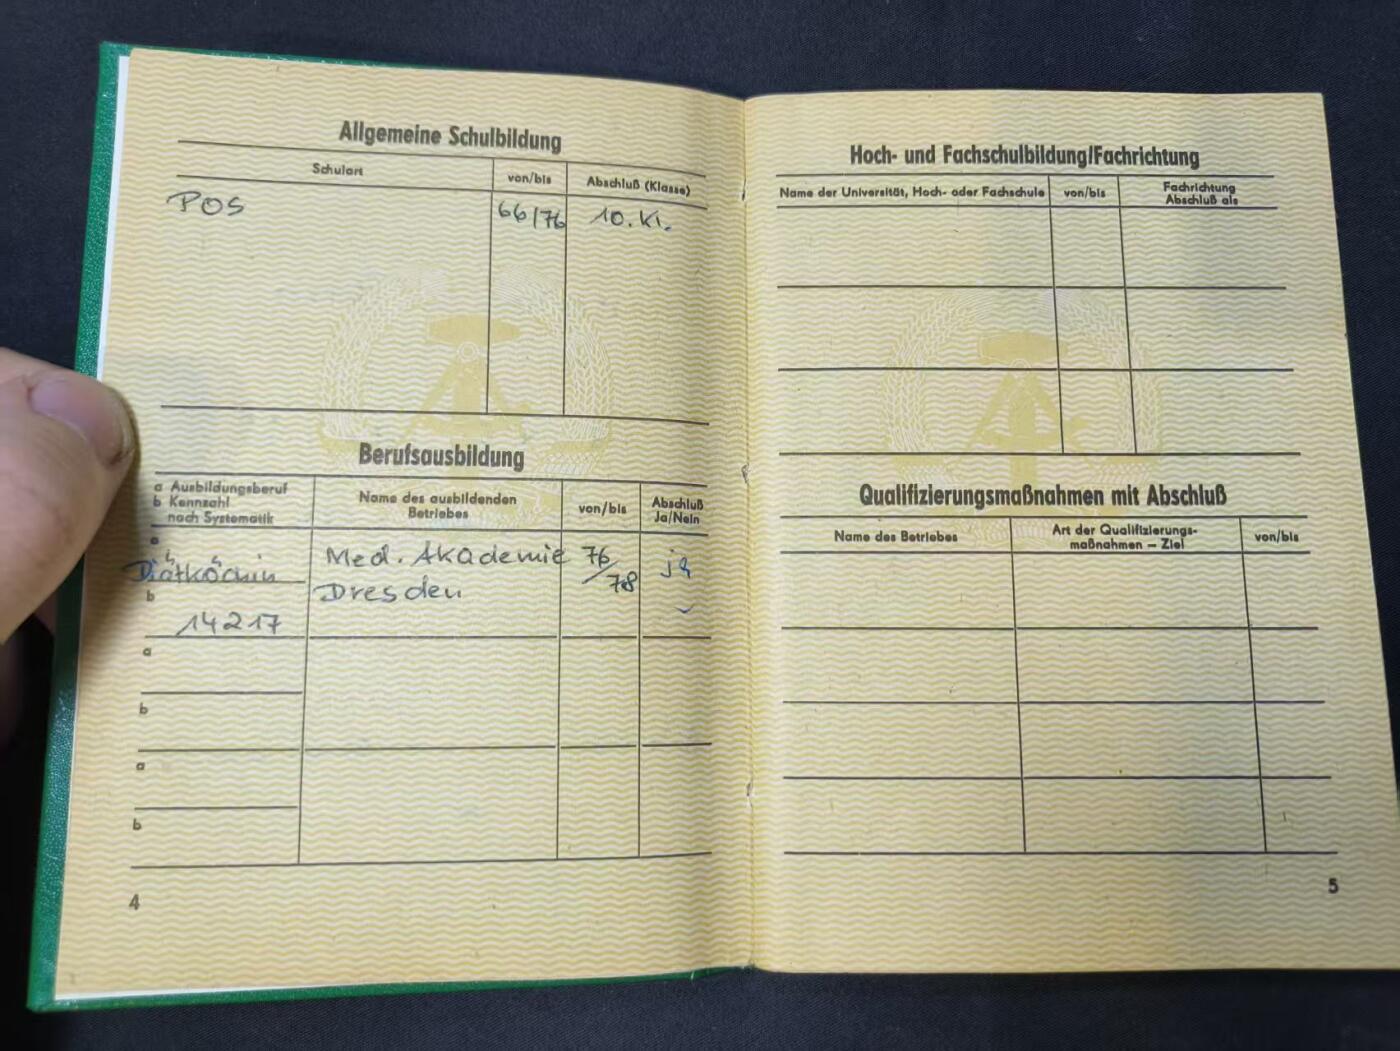 Allgemeine Schulbildung
Schulart von/bis Abschluß (Klasse)
POS 66/76 10. Kl.
Berufsausbildung
a Ausbildungsberuf
b Kennzahl
nach Systematik
Name des ausbildenden
Betriebes
von/bis
Abschluß
Ja/Nein
a
Diätköchin
b
14217
Med. Akademie
Dresden
76/
78
ja
a
b
a
b
4
Hoch- und Fachschulbildung/Fachrichtung
Name der Universität, Hoch- oder Fachschule von/bis
Fachrichtung
Abschluß als
Qualifizierungsmaßnahmen mit Abschluß
Name des Betriebes
Art der Qualifizierungs-
maßnahmen – Ziel
von/bis
5